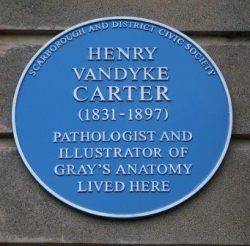 SCARBOROUGH AND DISTRICT CIVIC SOCIETY
HENRY
VANDYKE
CARTER
(1831-1897)
PATHOLOGIST AND
ILLUSTRATOR OF
GRAY'S ANATOMY
LIVED HERE